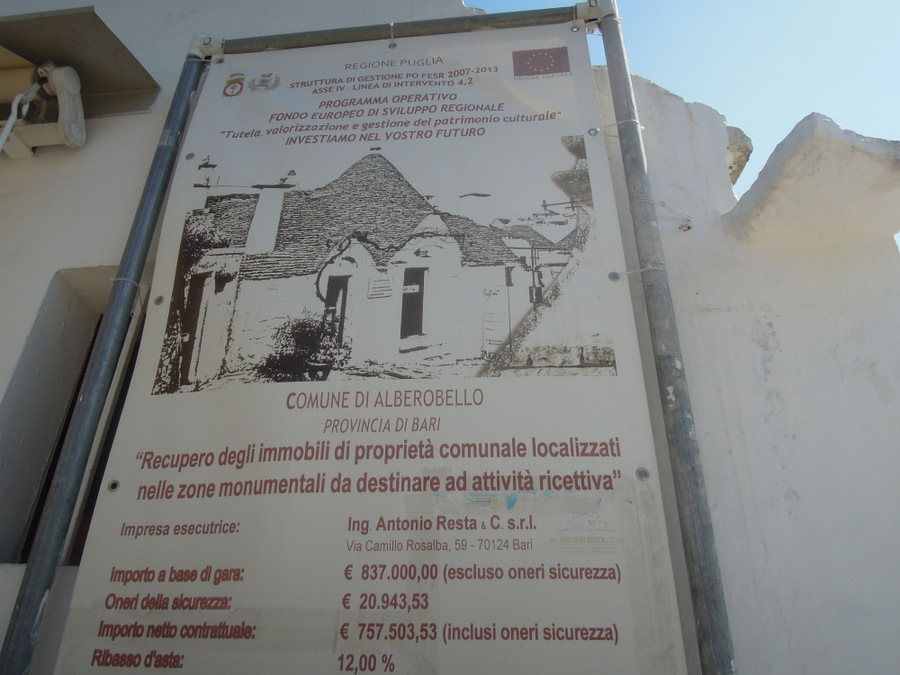 REGIONE PUGLIA
STRUTTURA DI GESTIONE PO FESR 2007-2013
ASSE IV - LINEA DI INTERVENTO 4.2
UNIONE EUROPEA
PROGRAMMA OPERATIVO
FONDO EUROPEO DI SVILUPPO REGIONALE
"Tutela, valorizzazione e gestione del patrimonio culturale"
INVESTIAMO NEL VOSTRO FUTURO
COMUNE DI ALBEROBELLO
PROVINCIA DI BARI
“Recupero degli immobili di proprietà comunale localizzati
nelle zone monumentali da destinare ad attività ricettiva”
Impresa esecutrice: Ing. Antonio Resta & C. s.r.l.
Via Camillo Rosalba, 59 - 70124 Bari
ANTONIO RESTA
Importo a base di gara: € 837.000,00 (escluso oneri sicurezza)
Oneri della sicurezza: € 20.943,53
Importo netto contrattuale: € 757.503,53 (inclusi oneri sicurezza)
Ribasso d'asta: 12,00 %